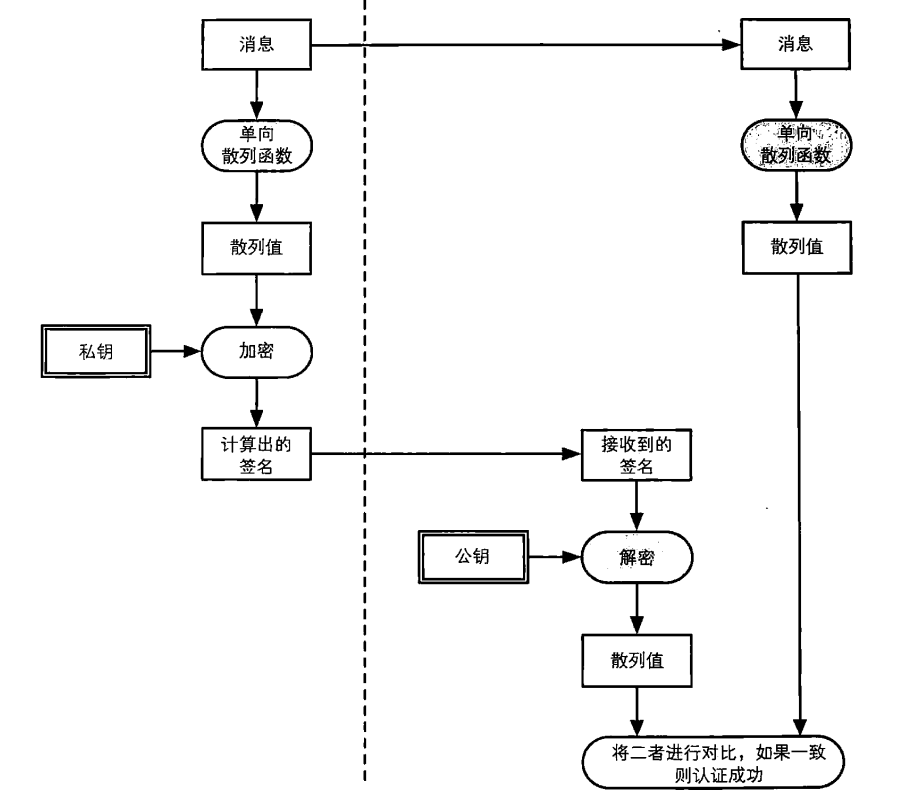 消息
消息
单向
散列函数
单向
散列函数
散列值
散列值
私钥
加密
计算出的
签名
接收到的
签名
公钥
解密
散列值
将二者进行对比，如果一致
则认证成功